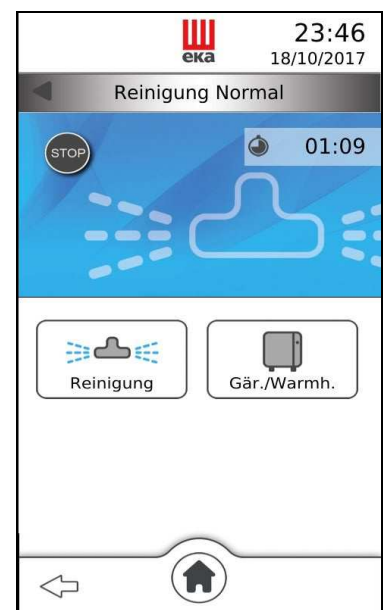 23:46
eka
18/10/2017
Reinigung Normal
STOP
01:09
Reinigung
Gär./Warmh.